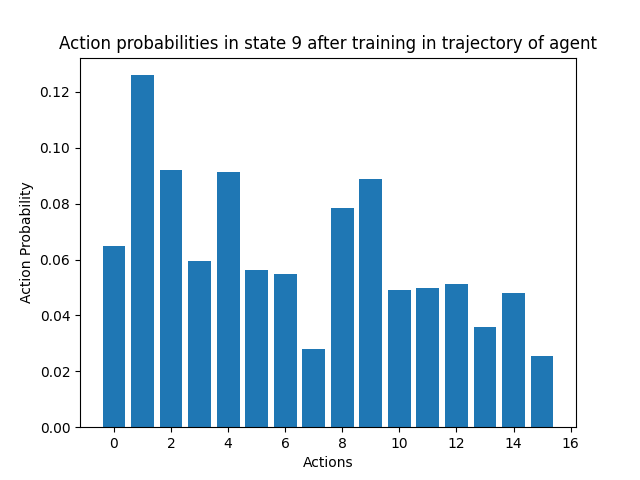 Action probabilities in state 9 after training in trajectory of agent
Action Probability
0.12
0.10
0.08
0.06
0.04
0.02
0.00
0 2 4 6 8 10 12 14 16
Actions